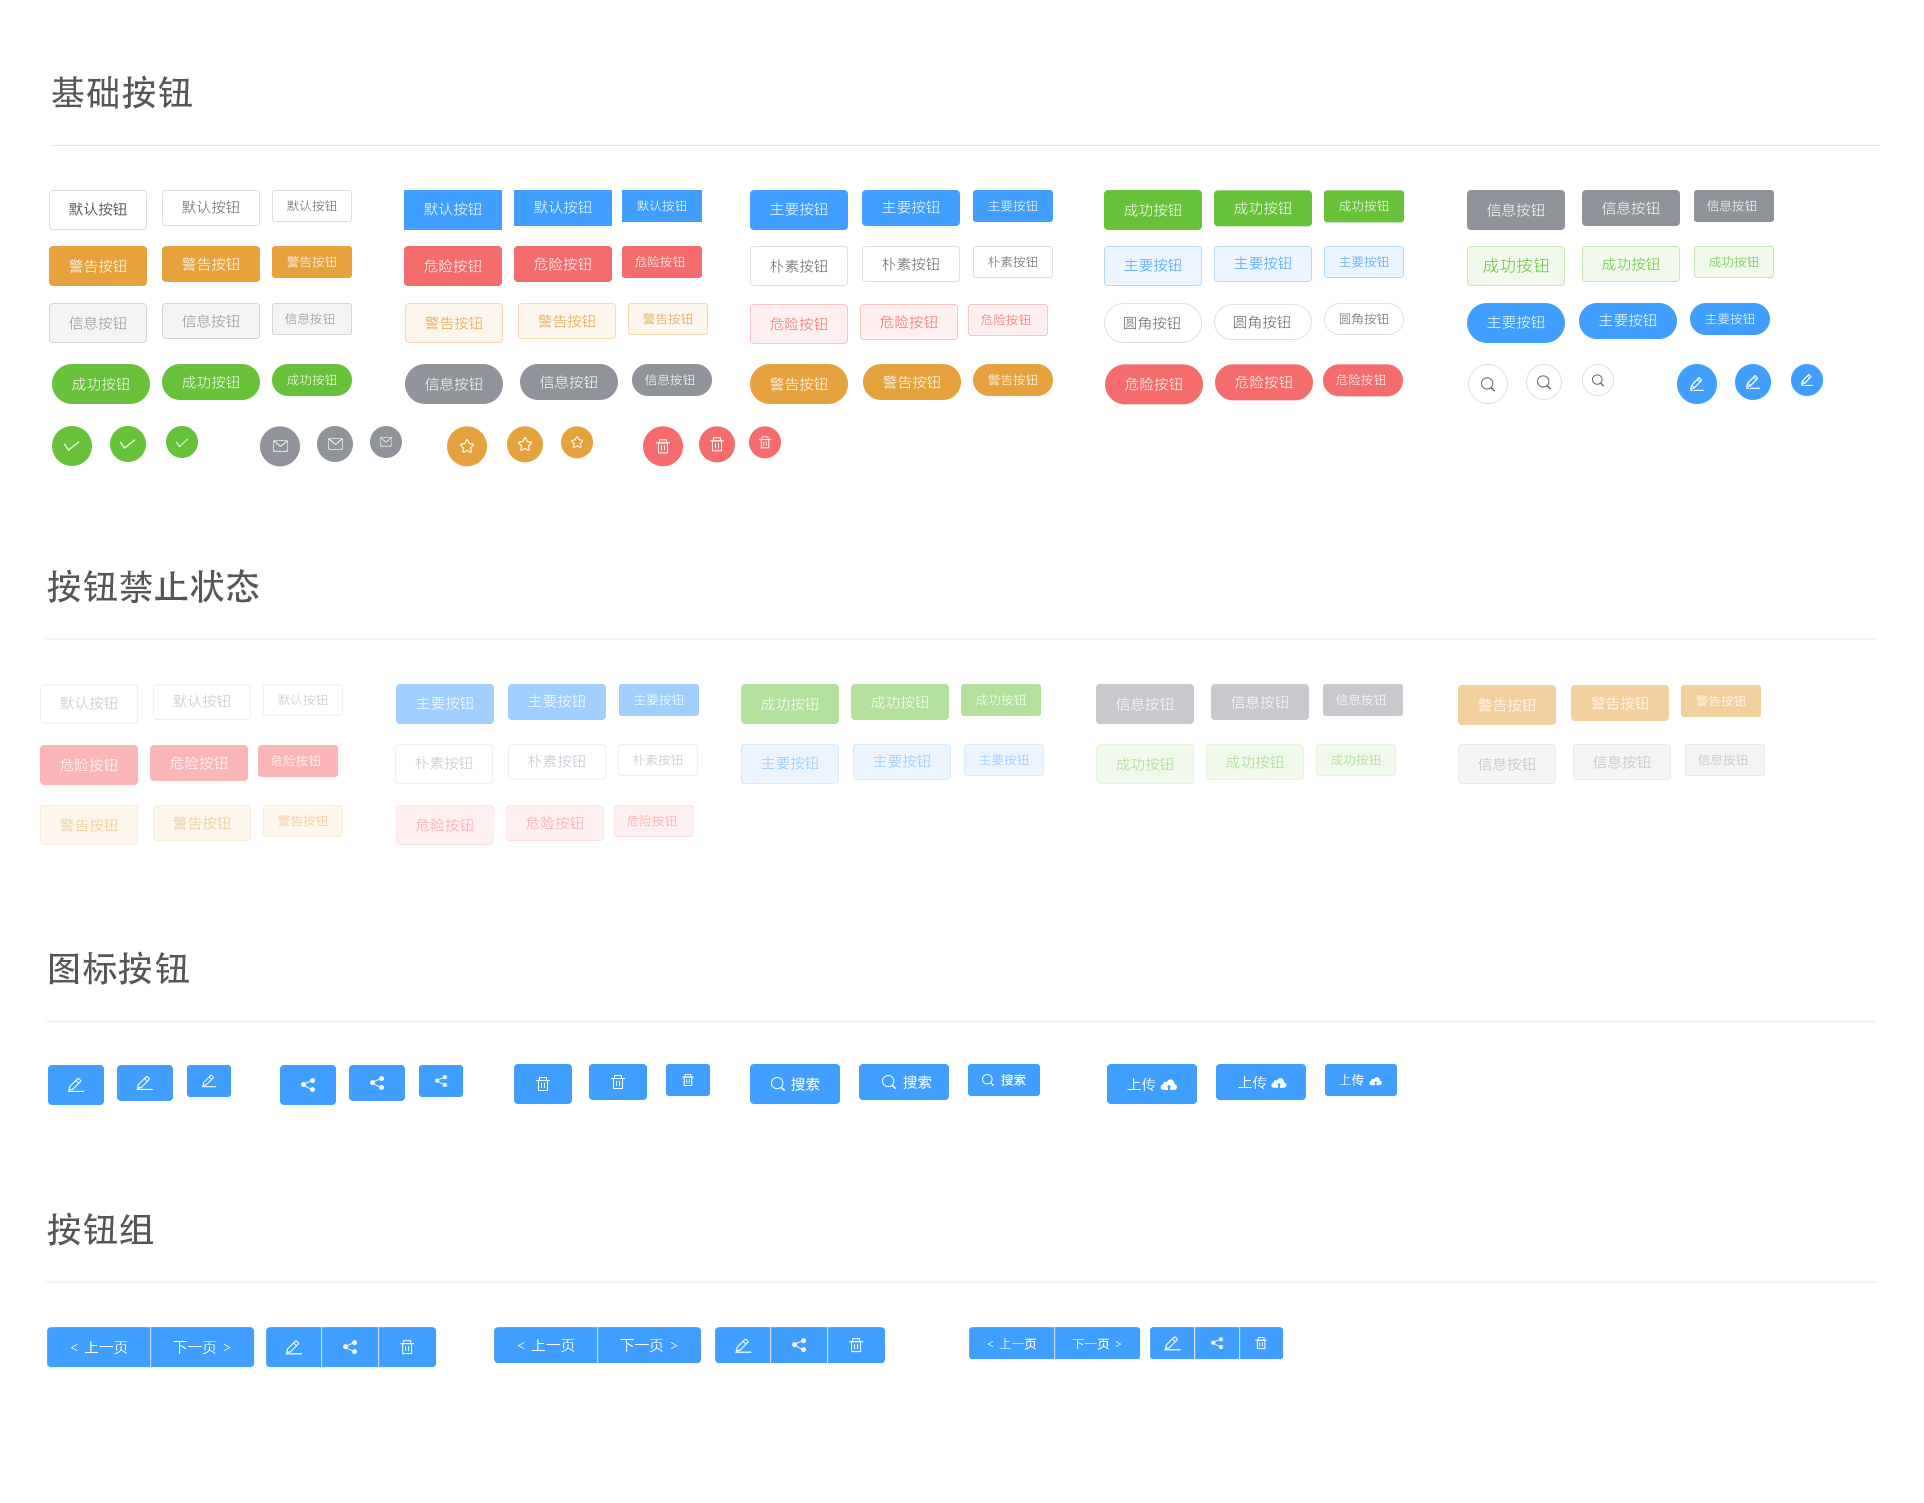 基础按钮
默认按钮 默认按钮 默认按钮 默认按钮 默认按钮 默认按钮 主要按钮 主要按钮 主要按钮 成功按钮 成功按钮 成功按钮 信息按钮 信息按钮 信息按钮
警告按钮 警告按钮 警告按钮 危险按钮 危险按钮 危险按钮 朴素按钮 朴素按钮 朴素按钮 主要按钮 主要按钮 主要按钮 成功按钮 成功按钮 成功按钮
信息按钮 信息按钮 信息按钮 警告按钮 警告按钮 警告按钮 危险按钮 危险按钮 危险按钮 圆角按钮 圆角按钮 圆角按钮 主要按钮 主要按钮 主要按钮
成功按钮 成功按钮 成功按钮 信息按钮 信息按钮 信息按钮 警告按钮 警告按钮 警告按钮 危险按钮 危险按钮 危险按钮
按钮禁止状态
默认按钮 默认按钮 默认按钮 主要按钮 主要按钮 主要按钮 成功按钮 成功按钮 成功按钮 信息按钮 信息按钮 信息按钮 警告按钮 警告按钮 警告按钮
危险按钮 危险按钮 危险按钮 朴素按钮 朴素按钮 朴素按钮 主要按钮 主要按钮 主要按钮 成功按钮 成功按钮 成功按钮 信息按钮 信息按钮 信息按钮
警告按钮 警告按钮 警告按钮 危险按钮 危险按钮 危险按钮
图标按钮
搜索 搜索 搜索 上传 上传 上传
按钮组
< 上一页 下一页 > < 上一页 下一页 > < 上一页 下一页 >